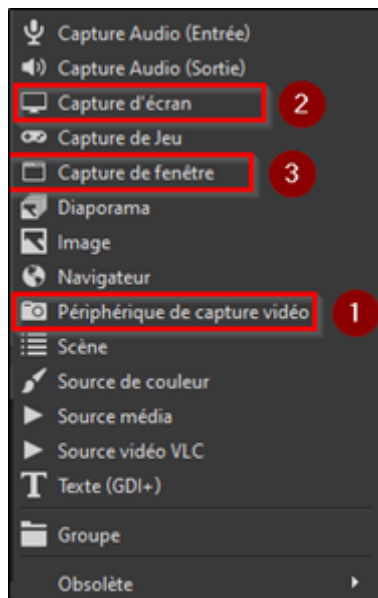 Capture Audio (Entrée)
Capture Audio (Sortie)
Capture d'écran 2
Capture de Jeu
Capture de fenêtre 3
Diaporama
Image
Navigateur
Périphérique de capture vidéo 1
Scène
Source de couleur
Source média
Source vidéo VLC
T Texte (GDI+)
Groupe
Obsolète